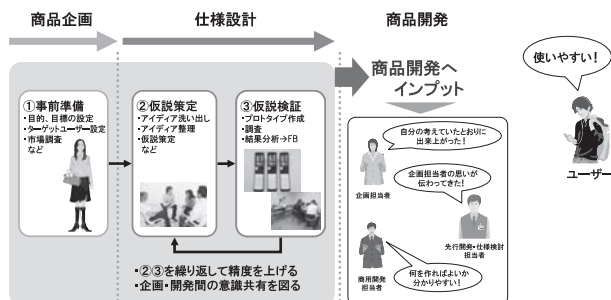 商品企画
仕様設計
商品開発
①事前準備
・目的、目標の設定
・ターゲットユーザー設定
・市場調査
など
②仮説策定
・アイディア洗い出し
・アイディア整理
・仮説策定
など
③仮説検証
・プロトタイプ作成
・調査
・結果分析→FB
・②③を繰り返して精度を上げる
・企画・開発間の意識共有を図る
商品開発へ
インプット
自分の考えていたとおりに
出来上がった！
企画担当者
企画担当者の思いが
伝わってきた！
先行開発・仕様検討
担当者
何を作ればよいか
分かりやすい！
商用開発
担当者
使いやすい！
ユーザー